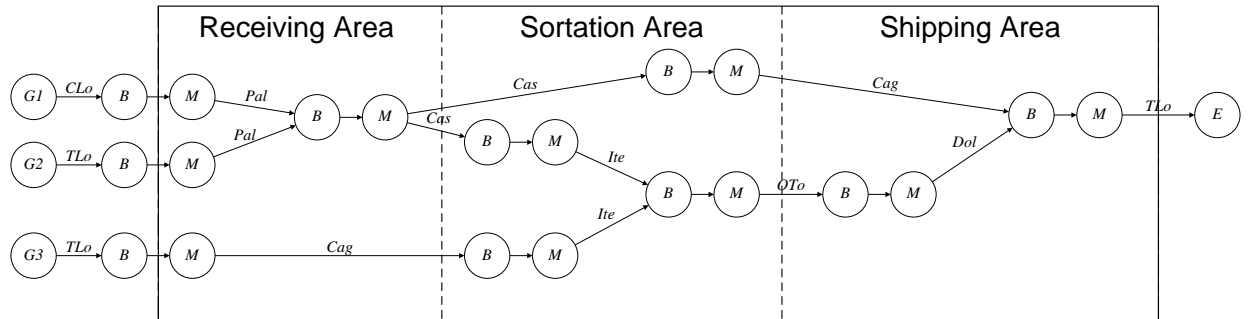 Receiving Area
Sortation Area
Shipping Area
B M
Cas
Cag
G1 CLo B M
Pal
B M
Cas
B M
TLo E
Pal
B M
Ite
Dol
G2 TLo B M
B M
OTo
B M
Ite
G3 TLo B M
Cag
B M